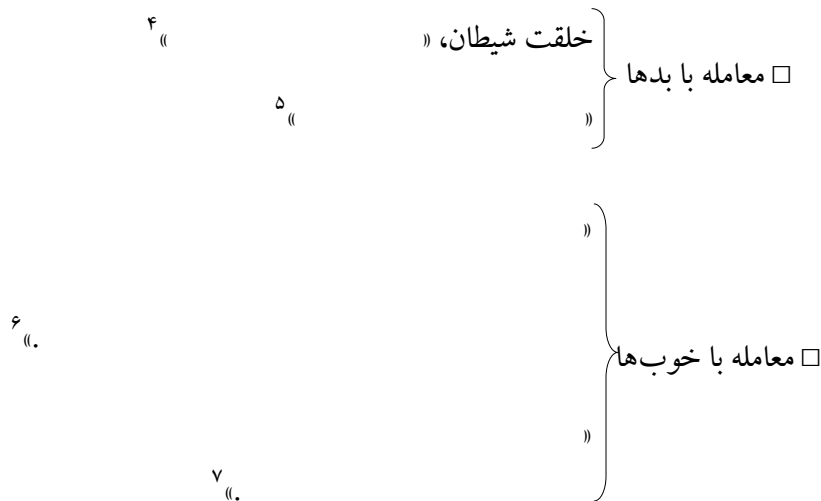 خلقت شیطان، «                    »۴
□ معامله با بدها
«                    »۵
«
.»۶
□ معامله با خوب‌ها
«
.»۷